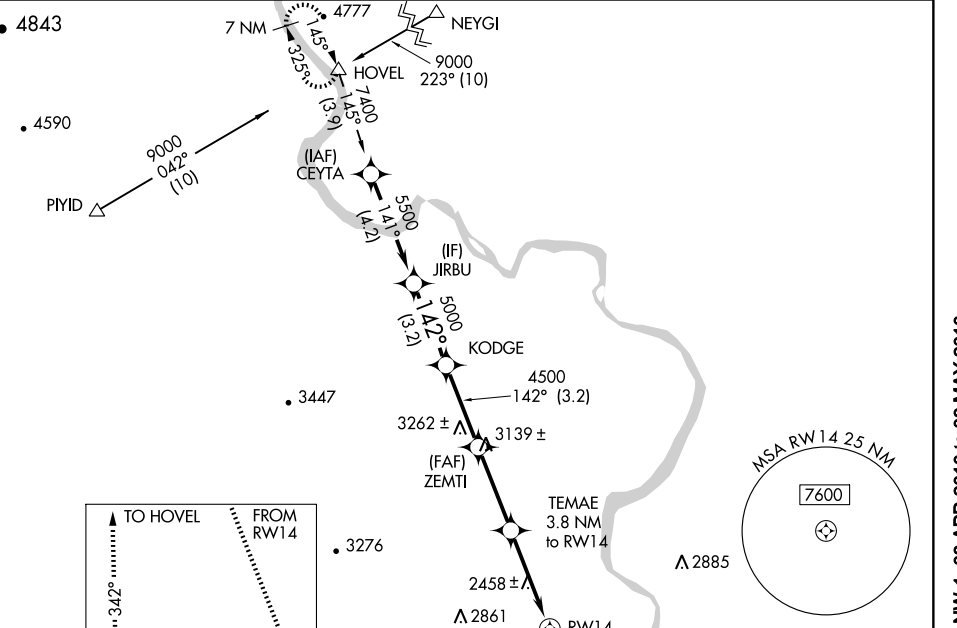 4843
4777
7 NM
145°
325°
NEYGI
HOVEL
9000
223° (10)
4590
7400
145°
(3.9)
9000
042°
(10)
(IAF)
CEYTA
PIYID
5500
141°
(4.2)
(IF)
JIRBU
5000
142°
(3.2)
KODGE
4500
142° (3.2)
3447
3262 ±
3139 ±
(FAF)
ZEMTI
MSA RW14 25 NM
7600
TEMAE
3.8 NM
to RW14
TO HOVEL
FROM
RW14
342°
3276
2885
2458 ±
2861